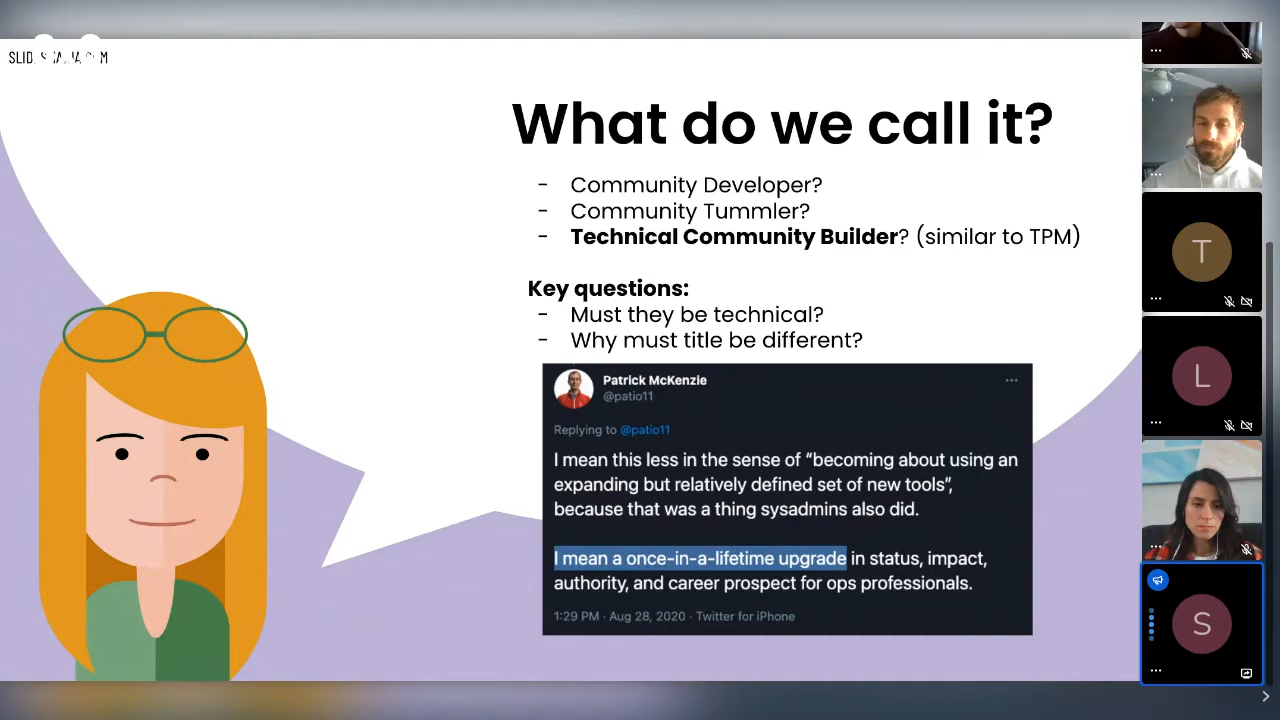 What do we call it?
- Community Developer?
- Community Tummler?
- Technical Community Builder? (similar to TPM)
Key questions:
- Must they be technical?
- Why must title be different?
Patrick McKenzie
@patio11
Replying to @patio11
I mean this less in the sense of “becoming about using an
expanding but relatively defined set of new tools”,
because that was a thing sysadmins also did.
I mean a once-in-a-lifetime upgrade in status, impact,
authority, and career prospect for ops professionals.
1:29 PM · Aug 28, 2020 · Twitter for iPhone
T
L
S